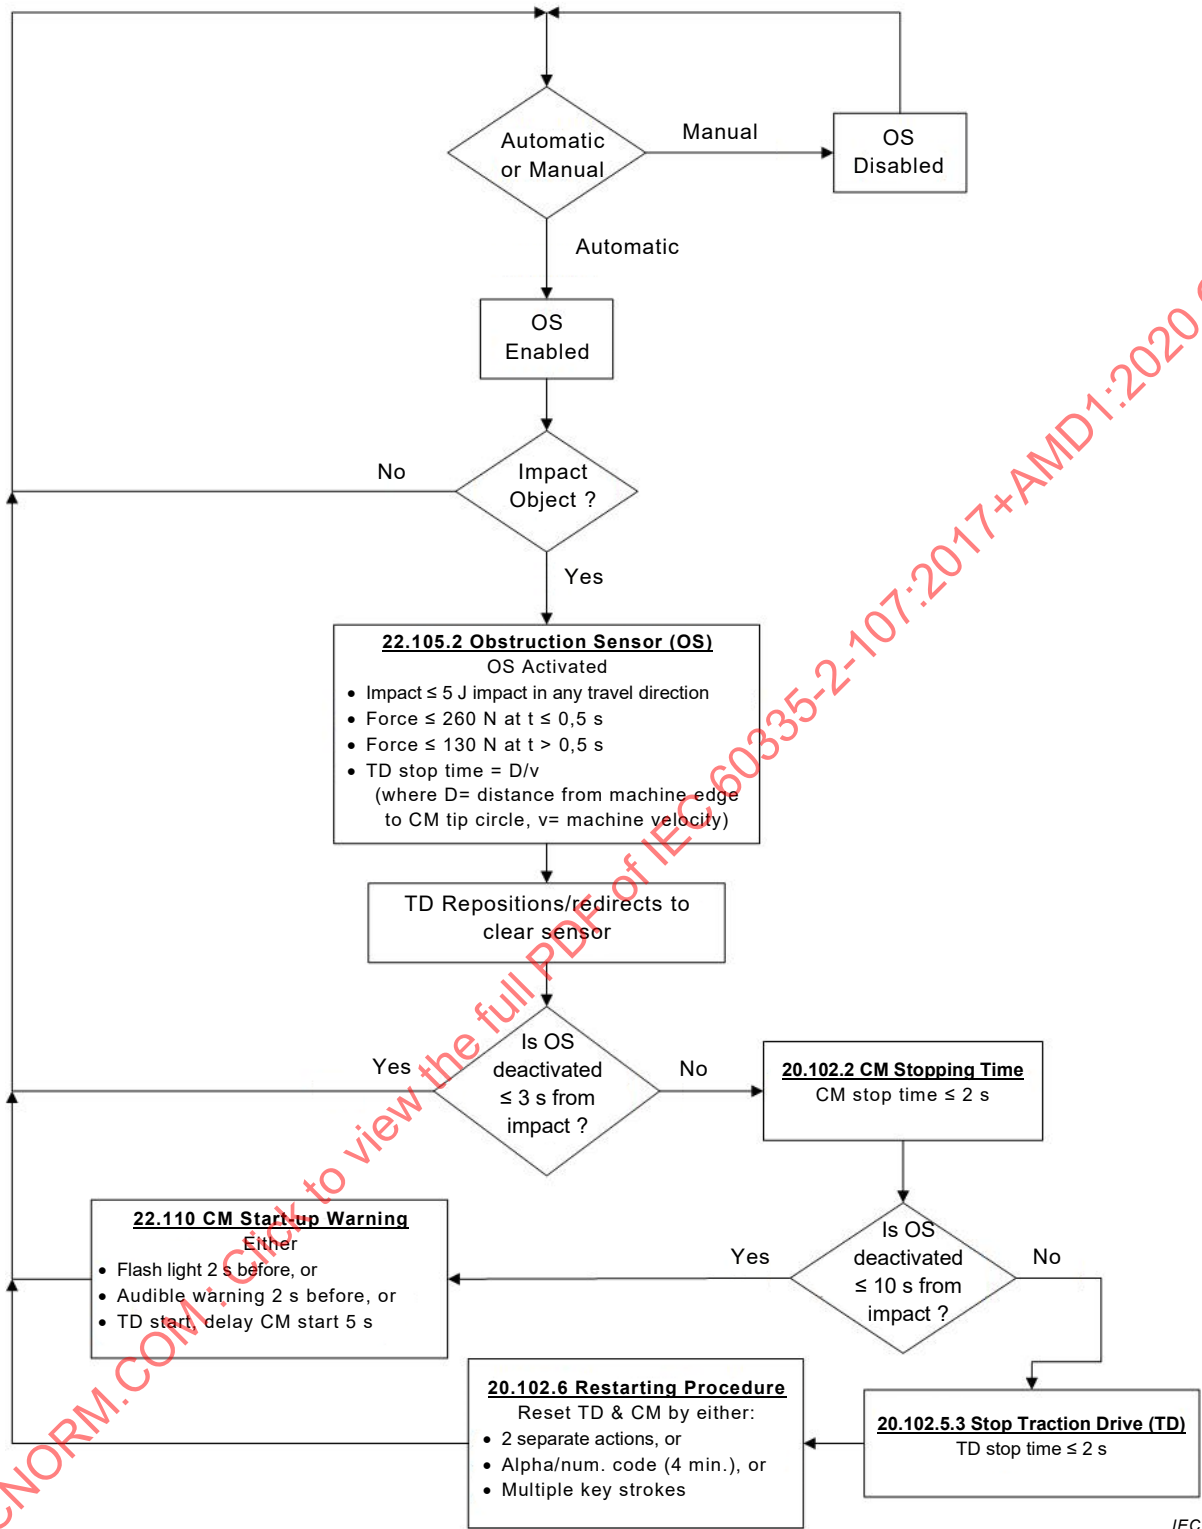 Automatic
or Manual
Manual
OS
Disabled
Automatic
OS
Enabled
No
Impact
Object ?
Yes
22.105.2 Obstruction Sensor (OS)
OS Activated
• Impact ≤ 5 J impact in any travel direction
• Force ≤ 260 N at t ≤ 0,5 s
• Force ≤ 130 N at t > 0,5 s
• TD stop time = D/v
(where D= distance from machine edge
to CM tip circle, v= machine velocity)
TD Repositions/redirects to
clear sensor
Yes
Is OS
deactivated
≤ 3 s from
impact ?
No
20.102.2 CM Stopping Time
CM stop time ≤ 2 s
22.110 CM Start-up Warning
Either
• Flash light 2 s before, or
• Audible warning 2 s before, or
• TD start, delay CM start 5 s
Yes
Is OS
deactivated
≤ 10 s from
impact ?
No
20.102.6 Restarting Procedure
Reset TD & CM by either:
• 2 separate actions, or
• Alpha/num. code (4 min.), or
• Multiple key strokes
20.102.5.3 Stop Traction Drive (TD)
TD stop time ≤ 2 s
IEC
CNORM.COM : Click to view the full PDF of IEC 60335-2-107:2017+AMD1:2020